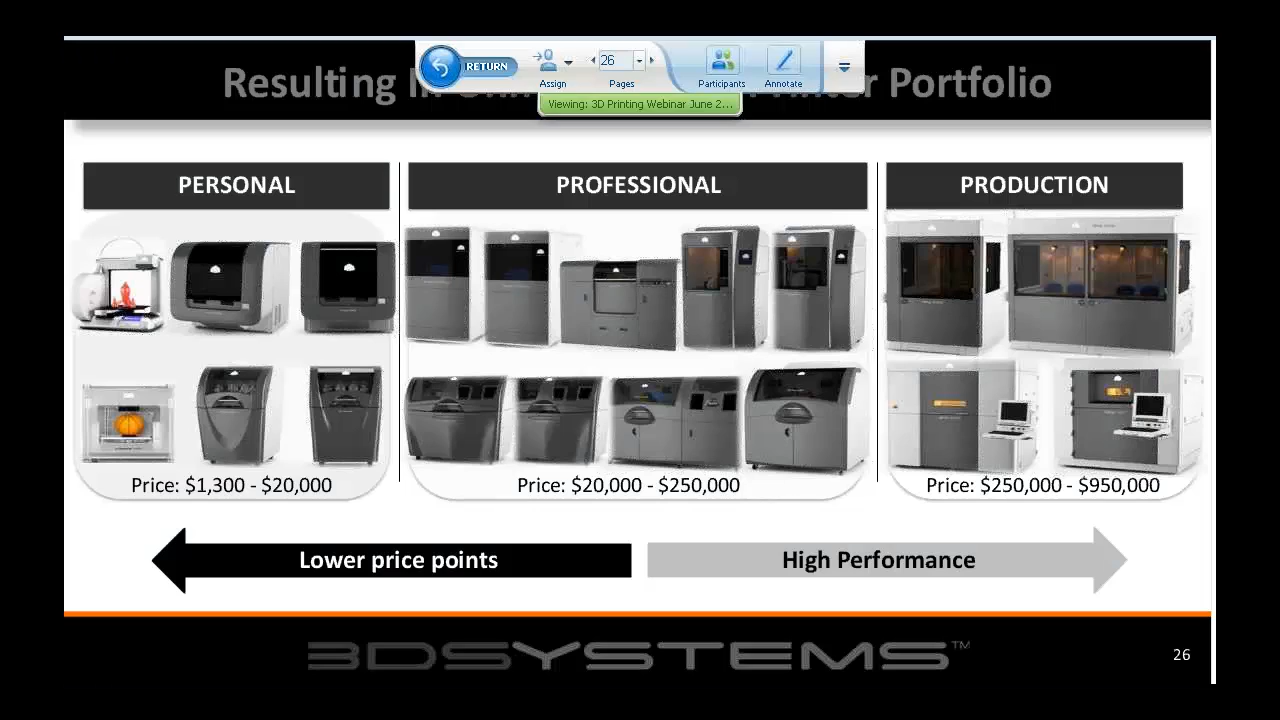 RETURN
Assign
26
Pages
Participants
Annotate
Viewing: 3D Printing Webinar June 2...
Resulting Portfolio
PERSONAL
PROFESSIONAL
PRODUCTION
Price: $1,300 - $20,000
Price: $20,000 - $250,000
Price: $250,000 - $950,000
Lower price points
High Performance
3DSYSTEMS™
26